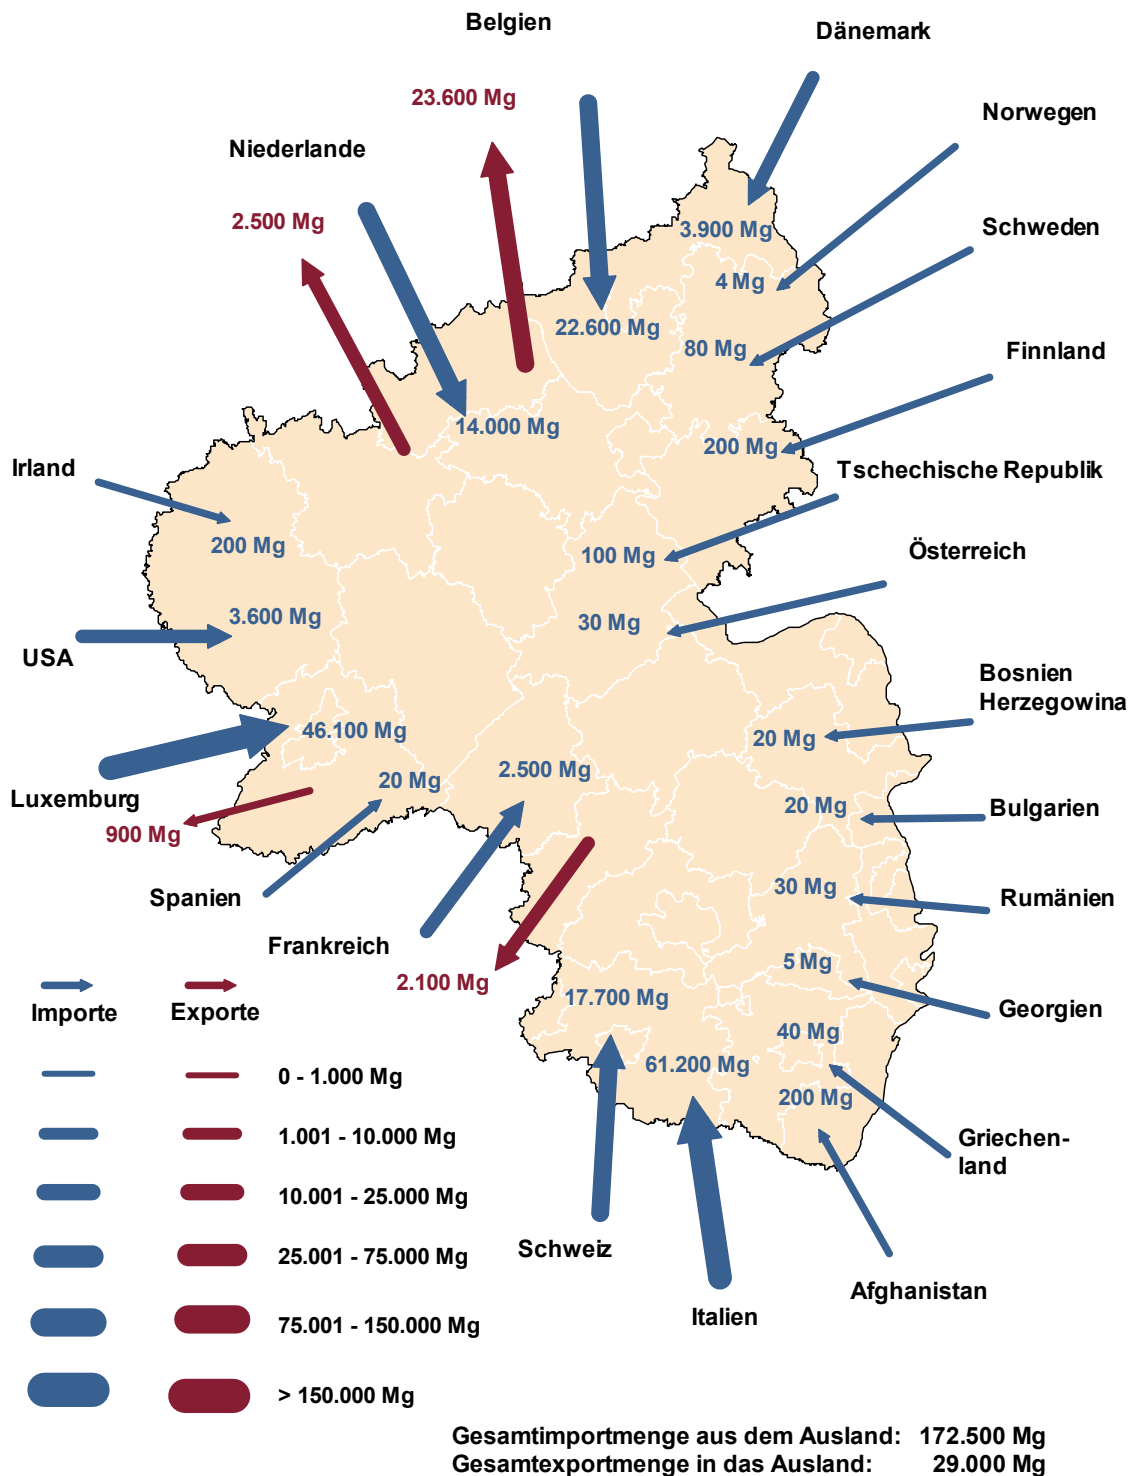 Belgien
Dänemark
23.600 Mg
Norwegen
Niederlande
2.500 Mg
3.900 Mg
Schweden
4 Mg
22.600 Mg
80 Mg
Finnland
14.000 Mg
200 Mg
Irland
Tschechische Republik
200 Mg
100 Mg
Österreich
3.600 Mg
30 Mg
USA
Bosnien
Herzegowina
46.100 Mg
20 Mg
2.500 Mg
20 Mg
Luxemburg
20 Mg
Bulgarien
900 Mg
30 Mg
Spanien
Rumänien
Frankreich
5 Mg
2.100 Mg
17.700 Mg
Georgien
Importe
Exporte
40 Mg
61.200 Mg
0 - 1.000 Mg
200 Mg
1.001 - 10.000 Mg
Griechen-
land
10.001 - 25.000 Mg
Schweiz
25.001 - 75.000 Mg
Afghanistan
Italien
75.001 - 150.000 Mg
> 150.000 Mg
Gesamtimportmenge aus dem Ausland: 172.500 Mg
Gesamtexportmenge in das Ausland: 29.000 Mg